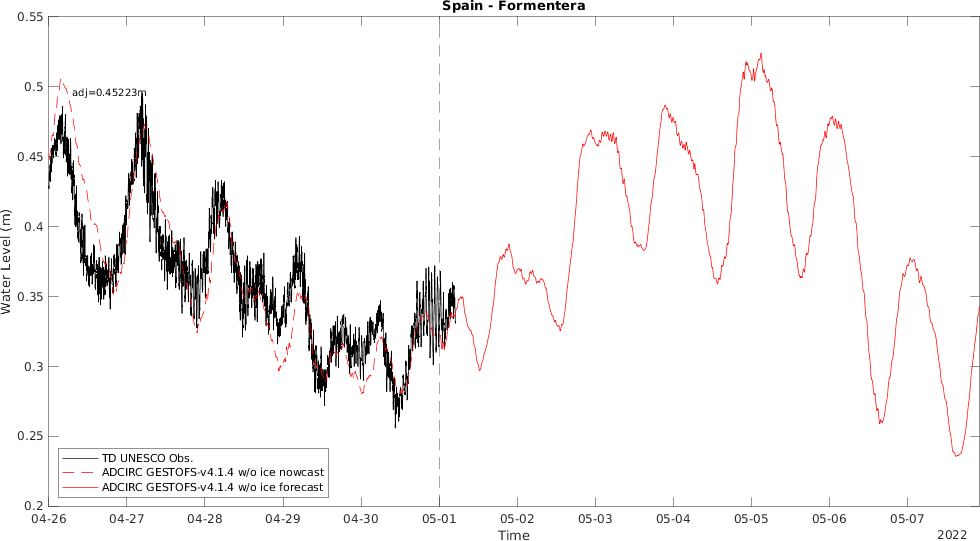 Spain - Formentera
0.55
0.5
0.45
0.4
0.35
0.3
0.25
0.2
Water Level (m)
adj=0.45223m
TD UNESCO Obs.
ADCIRC GESTOFS-v4.1.4 w/o ice nowcast
ADCIRC GESTOFS-v4.1.4 w/o ice forecast
04-26 04-27 04-28 04-29 04-30 05-01 05-02 05-03 05-04 05-05 05-06 05-07
Time
2022